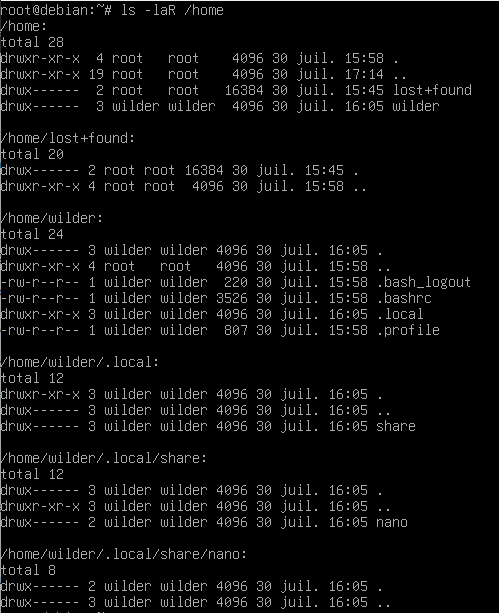 root@debian:~# ls -laR /home
/home:
total 28
drwxr-xr-x  4 root   root    4096 30 juil. 15:58 .
drwxr-xr-x 19 root   root    4096 30 juil. 17:14 ..
drwx------  2 root   root   16384 30 juil. 15:45 lost+found
drwx------  3 wilder wilder  4096 30 juil. 16:05 wilder

/home/lost+found:
total 20
drwx------ 2 root root 16384 30 juil. 15:45 .
drwxr-xr-x 4 root root  4096 30 juil. 15:58 ..

/home/wilder:
total 24
drwx------ 3 wilder wilder 4096 30 juil. 16:05 .
drwxr-xr-x 4 root   root   4096 30 juil. 15:58 ..
-rw-r--r-- 1 wilder wilder  220 30 juil. 15:58 .bash_logout
-rw-r--r-- 1 wilder wilder 3526 30 juil. 15:58 .bashrc
drwxr-xr-x 3 wilder wilder 4096 30 juil. 16:05 .local
-rw-r--r-- 1 wilder wilder  807 30 juil. 15:58 .profile

/home/wilder/.local:
total 12
drwxr-xr-x 3 wilder wilder 4096 30 juil. 16:05 .
drwx------ 3 wilder wilder 4096 30 juil. 16:05 ..
drwx------ 3 wilder wilder 4096 30 juil. 16:05 share

/home/wilder/.local/share:
total 12
drwx------ 3 wilder wilder 4096 30 juil. 16:05 .
drwxr-xr-x 3 wilder wilder 4096 30 juil. 16:05 ..
drwx------ 2 wilder wilder 4096 30 juil. 16:05 nano

/home/wilder/.local/share/nano:
total 8
drwx------ 2 wilder wilder 4096 30 juil. 16:05 .
drwx------ 3 wilder wilder 4096 30 juil. 16:05 ..